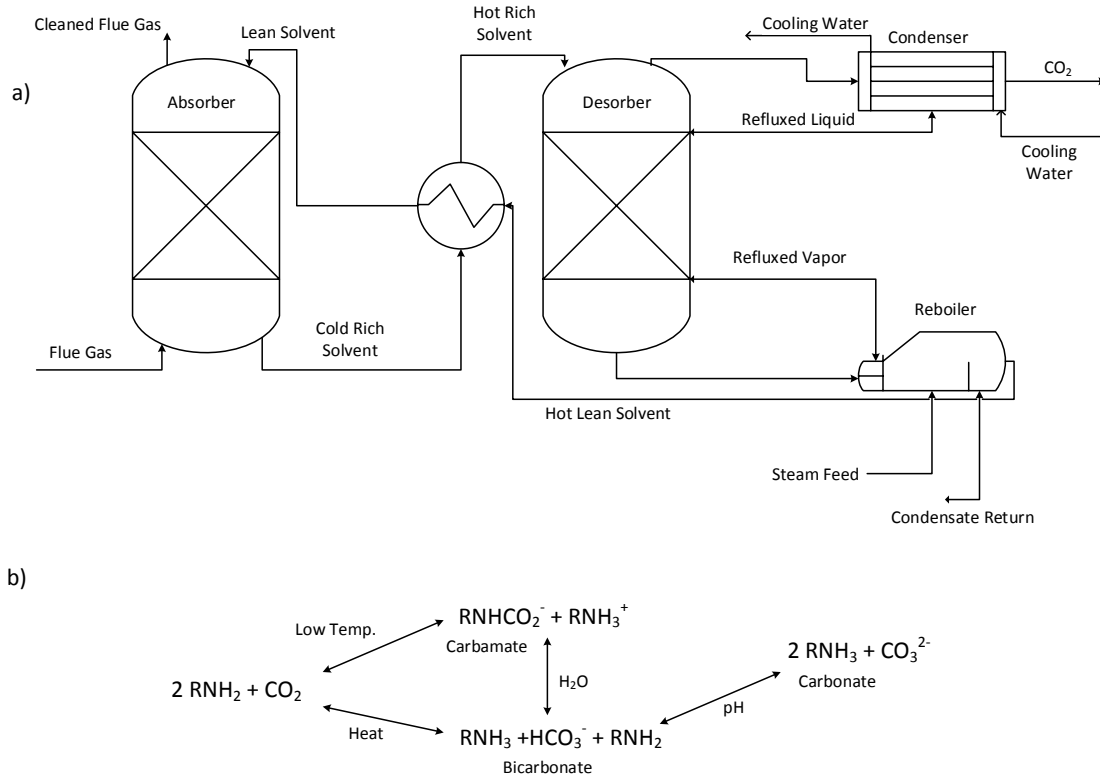 a)
Cleaned Flue Gas
Lean Solvent
Hot Rich
Solvent
Cooling Water
Condenser
CO₂
Absorber
Desorber
Refluxed Liquid
Cooling
Water
Refluxed Vapor
Reboiler
Flue Gas
Cold Rich
Solvent
Hot Lean Solvent
Steam Feed
Condensate Return
b)
Low Temp.
RNHCO₂⁻ + RNH₃⁺
Carbamate
2 RNH₂ + CO₂
H₂O
2 RNH₃ + CO₃²⁻
Carbonate
Heat
pH
RNH₃ +HCO₃⁻ + RNH₂
Bicarbonate